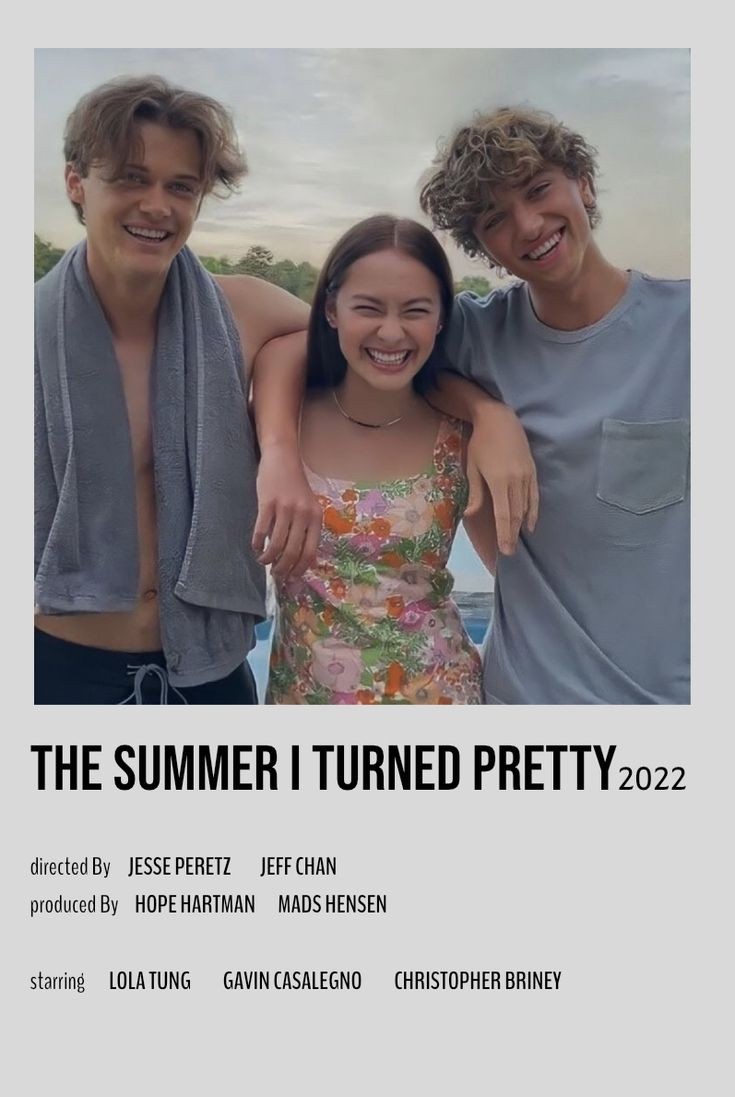 THE SUMMER I TURNED PRETTY 2022
directed By JESSE PERETZ JEFF CHAN
produced By HOPE HARTMAN MADS HENSEN
starring LOLA TUNG GAVIN CASALEGNO CHRISTOPHER BRINEY